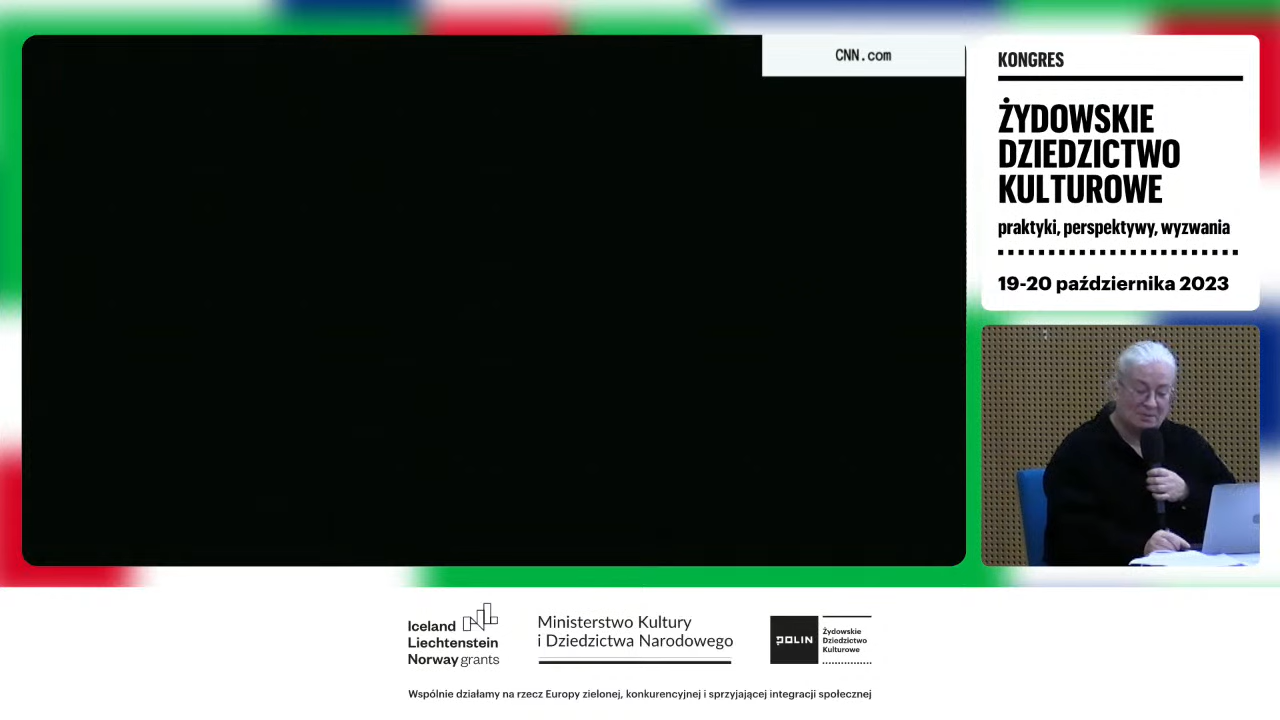 CNN.com
KONGRES
ŻYDOWSKIE
DZIEDZICTWO
KULTUROWE
praktyki, perspektywy, wyzwania
19-20 października 2023
Iceland
Liechtenstein
Norway grants
Ministerstwo Kultury
i Dziedzictwa Narodowego
POLIN
Żydowskie
Dziedzictwo
Kulturowe
Wspólnie działamy na rzecz Europy zielonej, konkurencyjnej i sprzyjającej integracji społecznej